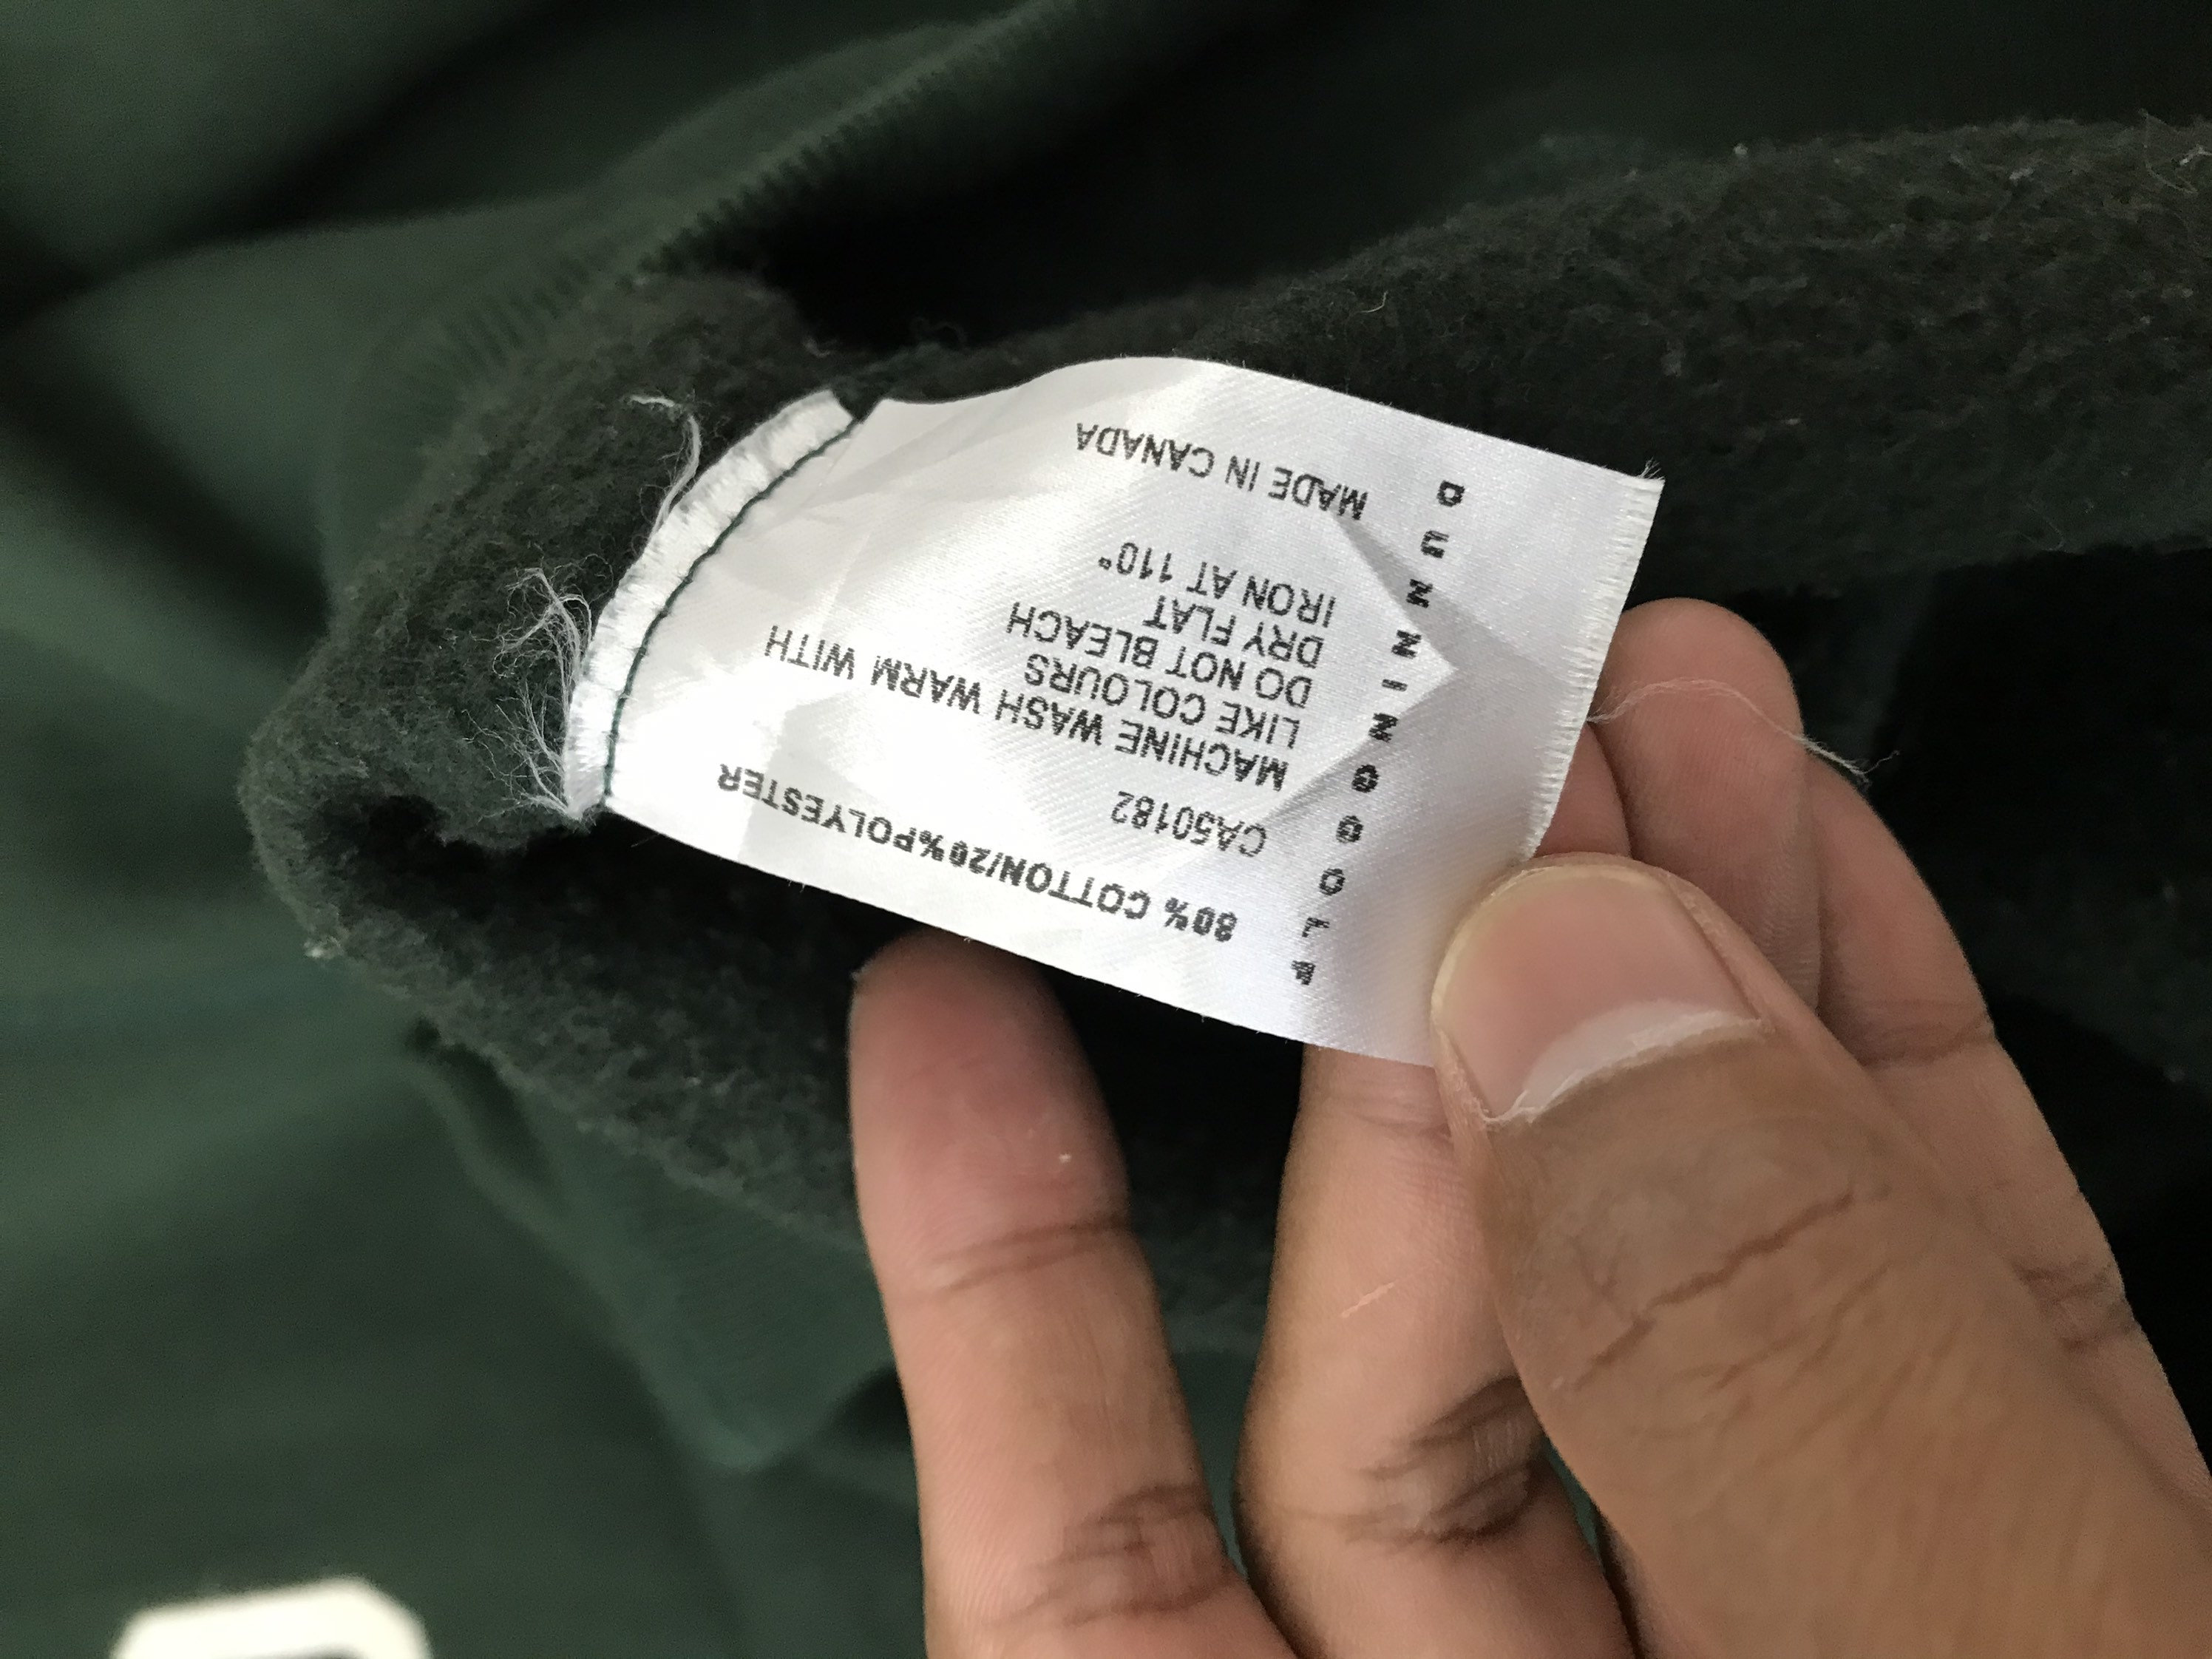 DUNNING GOLF
80% COTTON/20%POLYESTER
CA50182
MACHINE WASH WARM WITH
LIKE COLOURS
DO NOT BLEACH
DRY FLAT
IRON AT 110°
MADE IN CANADA